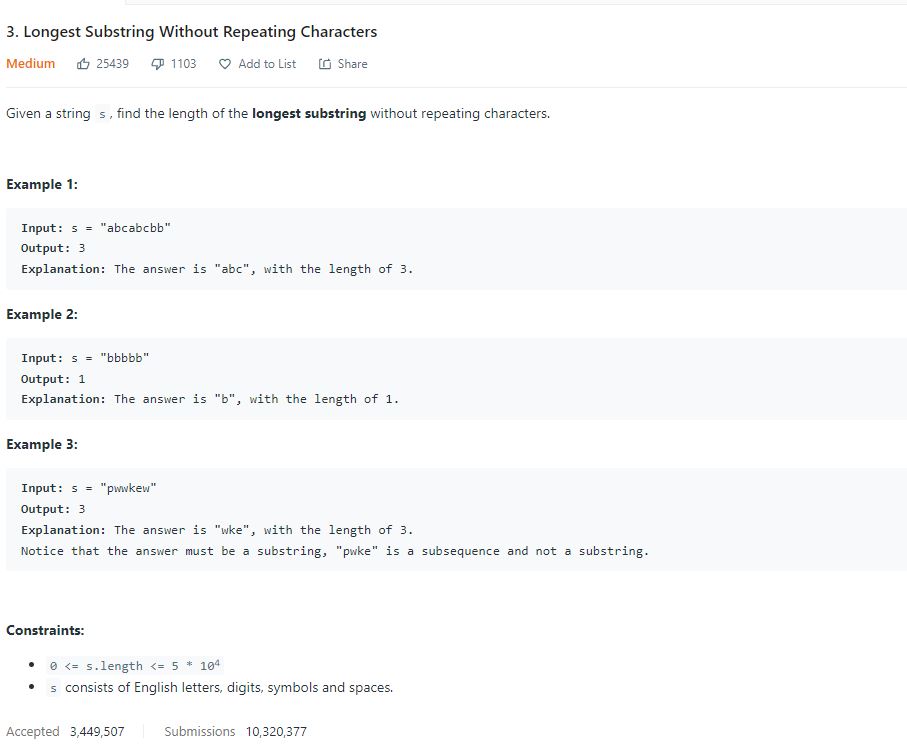 3. Longest Substring Without Repeating Characters
Medium 25439 1103 Add to List Share
Given a string s, find the length of the longest substring without repeating characters.
Example 1:
Input: s = "abcabcbb"
Output: 3
Explanation: The answer is "abc", with the length of 3.
Example 2:
Input: s = "bbbbb"
Output: 1
Explanation: The answer is "b", with the length of 1.
Example 3:
Input: s = "pwwkew"
Output: 3
Explanation: The answer is "wke", with the length of 3.
Notice that the answer must be a substring, "pwke" is a subsequence and not a substring.
Constraints:
• 0 <= s.length <= 5 * 10⁴
• s consists of English letters, digits, symbols and spaces.
Accepted 3,449,507 Submissions 10,320,377